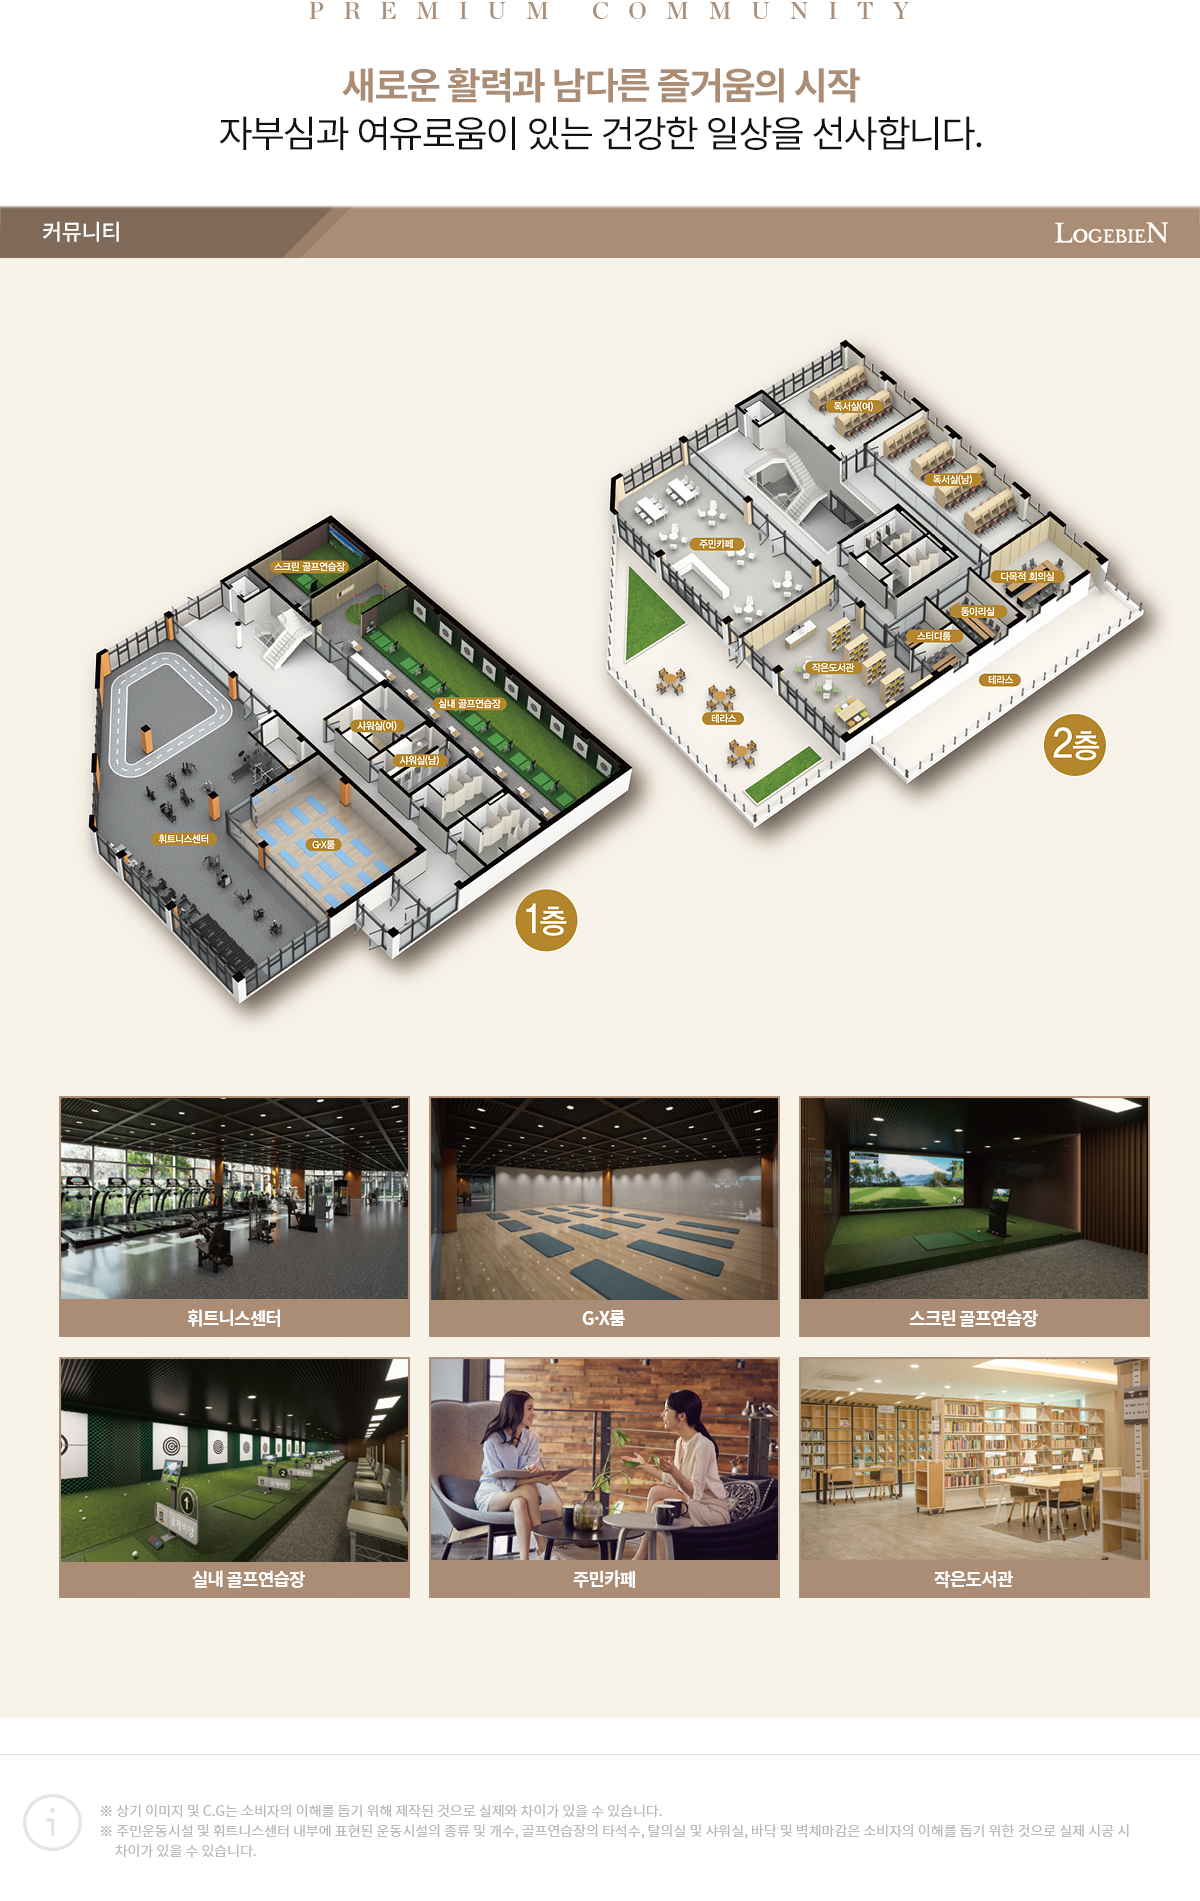 PREMIUM COMMUNITY
새로운 활력과 남다른 즐거움의 시작
자부심과 여유로움이 있는 건강한 일상을 선사합니다.
커뮤니티
LOGEBIEN
독서실(여)
독서실(남)
주민카페
다목적 회의실
동아리실
스터디룸
작은도서관
테라스
테라스
2층
스크린 골프연습장
실내 골프연습장
샤워실(여)
샤워실(남)
휘트니스센터
G·X룸
1층
휘트니스센터
G·X룸
스크린 골프연습장
1
2
실내 골프연습장
주민카페
작은도서관
※ 상기 이미지 및 C.G는 소비자의 이해를 돕기 위해 제작된 것으로 실제와 차이가 있을 수 있습니다.
※ 주민운동시설 및 휘트니스센터 내부에 표현된 운동시설의 종류 및 개수, 골프연습장의 타석수, 탈의실 및 샤워실, 바닥 및 벽체마감은 소비자의 이해를 돕기 위한 것으로 실제 시공 시
차이가 있을 수 있습니다.